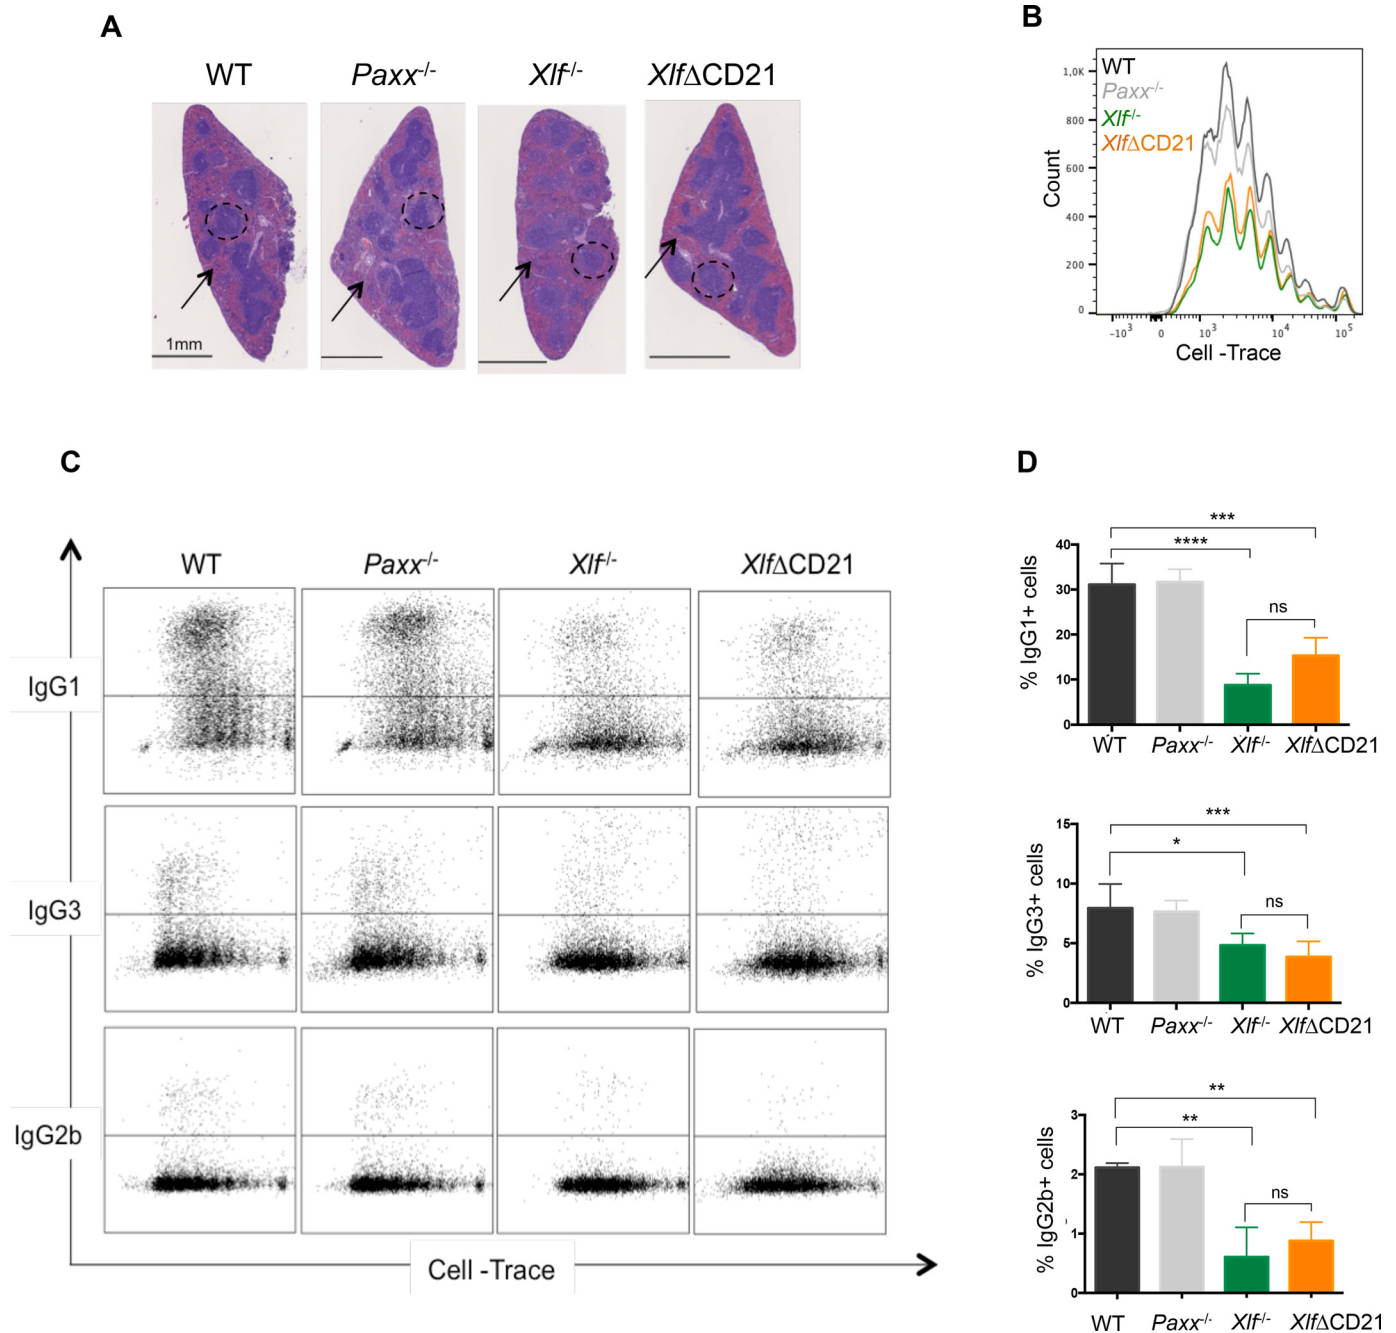 A
WT Paxx-/- Xlf-/- XlfΔCD21
1mm
B
WT
Paxx-/-
Xlf-/-
XlfΔCD21
1,0K
800
600
400
200
0
Count
-10³ 0 10³ 10⁴ 10⁵
Cell -Trace
C
WT Paxx-/- Xlf-/- XlfΔCD21
IgG1
IgG3
IgG2b
Cell -Trace
D
% IgG1+ cells
40
30
20
10
0
***
****
ns
WT Paxx-/- Xlf-/- XlfΔCD21
% IgG3+ cells
15
10
5
0
***
*
ns
WT Paxx-/- Xlf-/- XlfΔCD21
% IgG2b+ cells
3
2
1
0
**
**
ns
WT Paxx-/- Xlf-/- XlfΔCD21